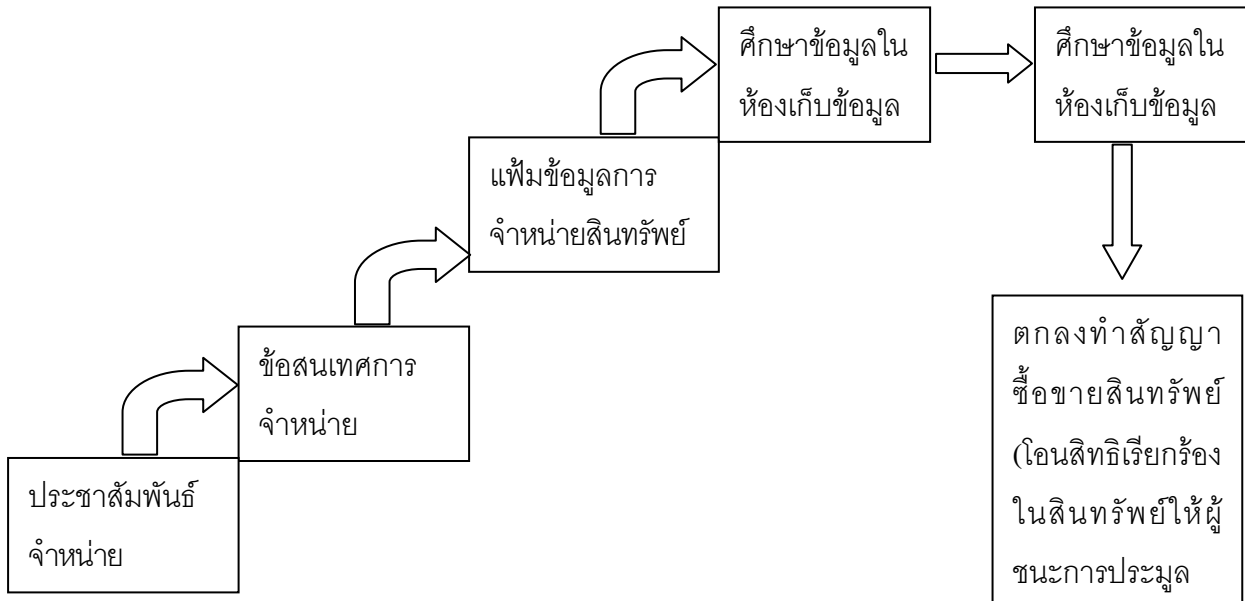 ประชาสัมพันธ์
จำหน่าย
ข้อสนเทศการ
จำหน่าย
แฟ้มข้อมูลการ
จำหน่ายสินทรัพย์
ศึกษาข้อมูลใน
ห้องเก็บข้อมูล
ศึกษาข้อมูลใน
ห้องเก็บข้อมูล
ตกลงทำสัญญา
ซื้อขายสินทรัพย์
(โอนสิทธิเรียกร้อง
ในสินทรัพย์ให้ผู้
ชนะการประมูล